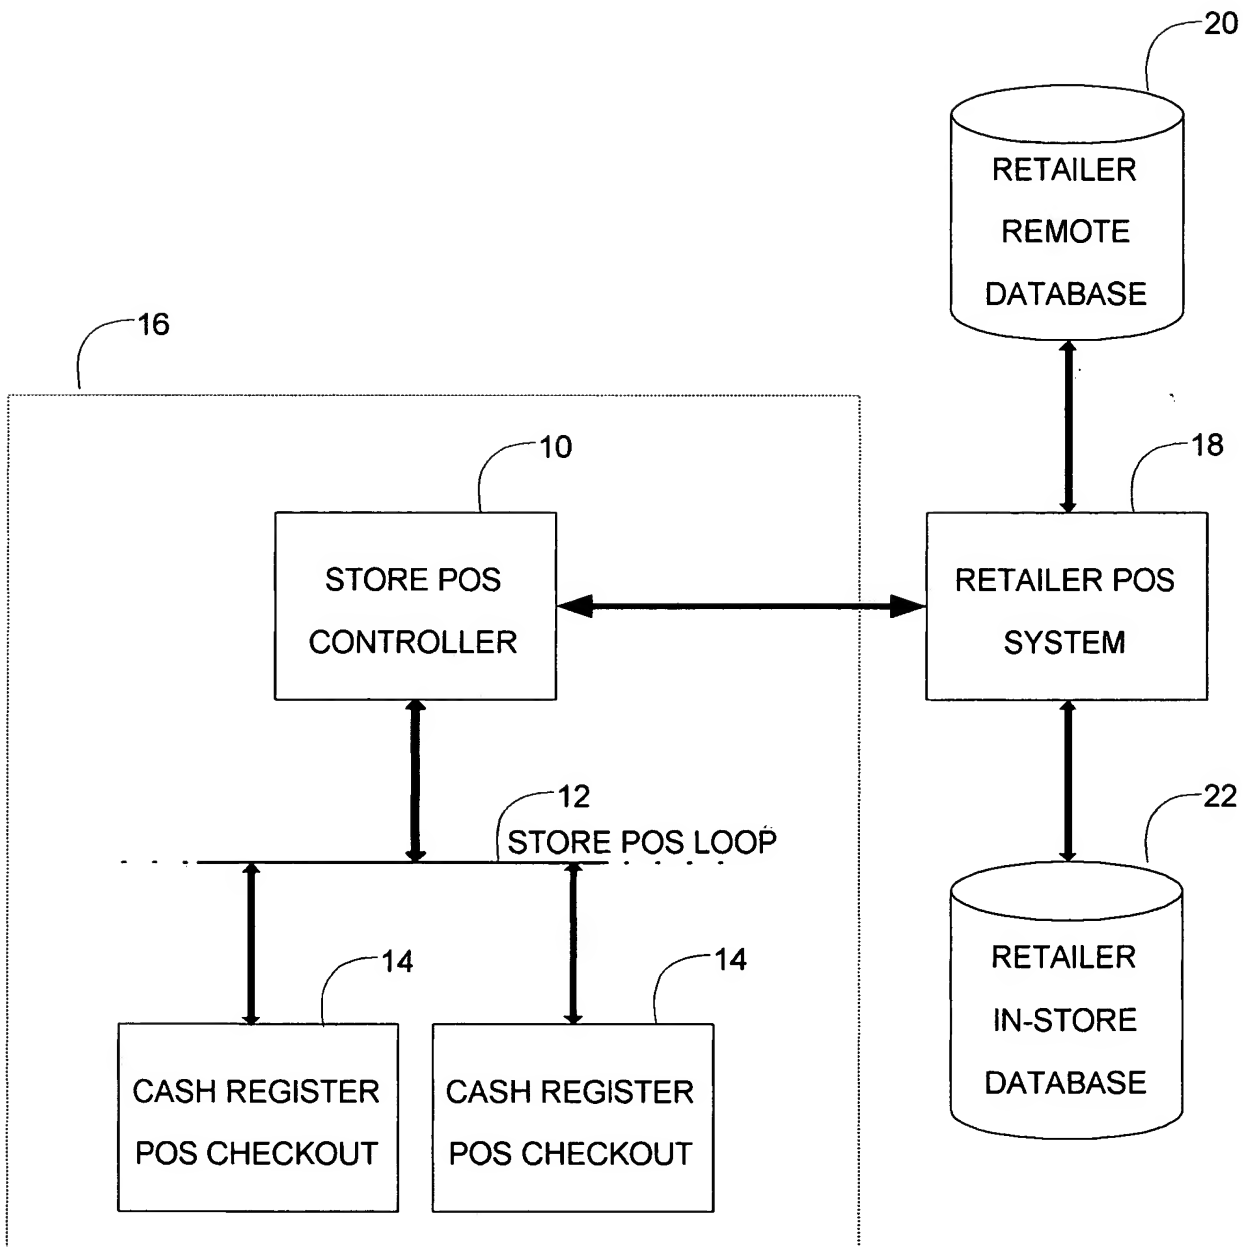 20
RETAILER
REMOTE
DATABASE
16
10
18
STORE POS
CONTROLLER
RETAILER POS
SYSTEM
12
STORE POS LOOP
22
14
14
RETAILER
IN-STORE
DATABASE
CASH REGISTER
POS CHECKOUT
CASH REGISTER
POS CHECKOUT